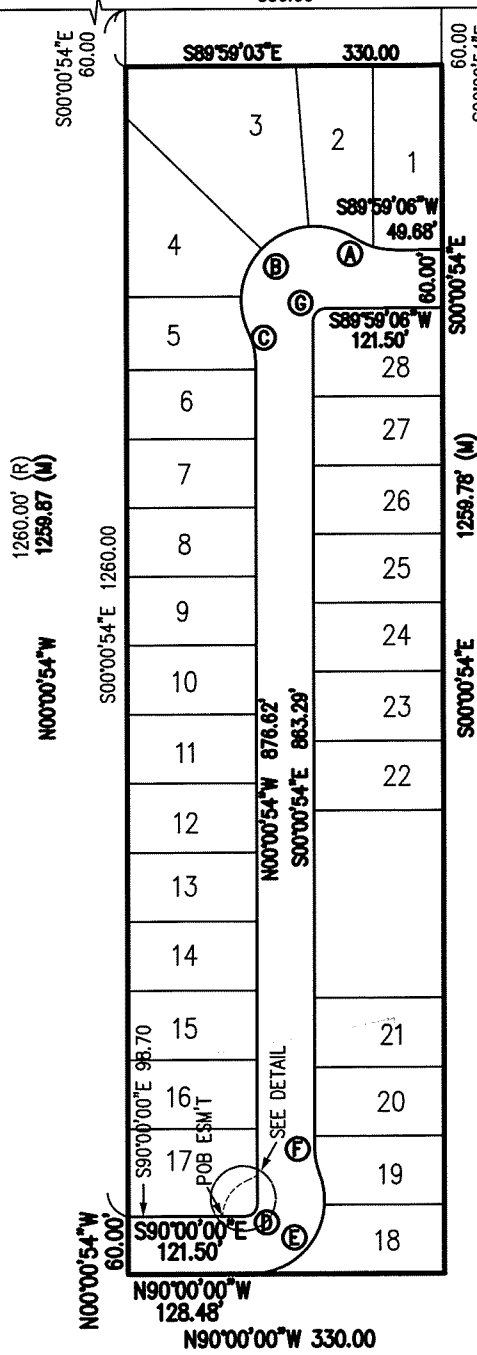 S00°00'54"E
60.00
S89°59'03"E 330.00
60.00
3
2
1
S89°59'06"W
49.68'
4
B
A
60.00'
S00°00'54"E
G
S89°59'06"W
121.50'
5
C
28
6
27
7
26
8
25
9
24
10
23
11
22
12
13
14
15
21
16
20
17
19
18
1260.00' (R)
1259.87 (M)
N00°00'54"W
S00°00'54"E 1260.00
N00°00'54"W 876.62'
S00°00'54"E 863.29'
1259.78' (M)
S00°00'54"E
S90°00'00"E 98.70
POB ESM'T
SEE DETAIL
F
D
E
S90°00'00"E
121.50'
N00°00'54"W
60.00'
N90°00'00"W
128.48'
N90°00'00"W 330.00